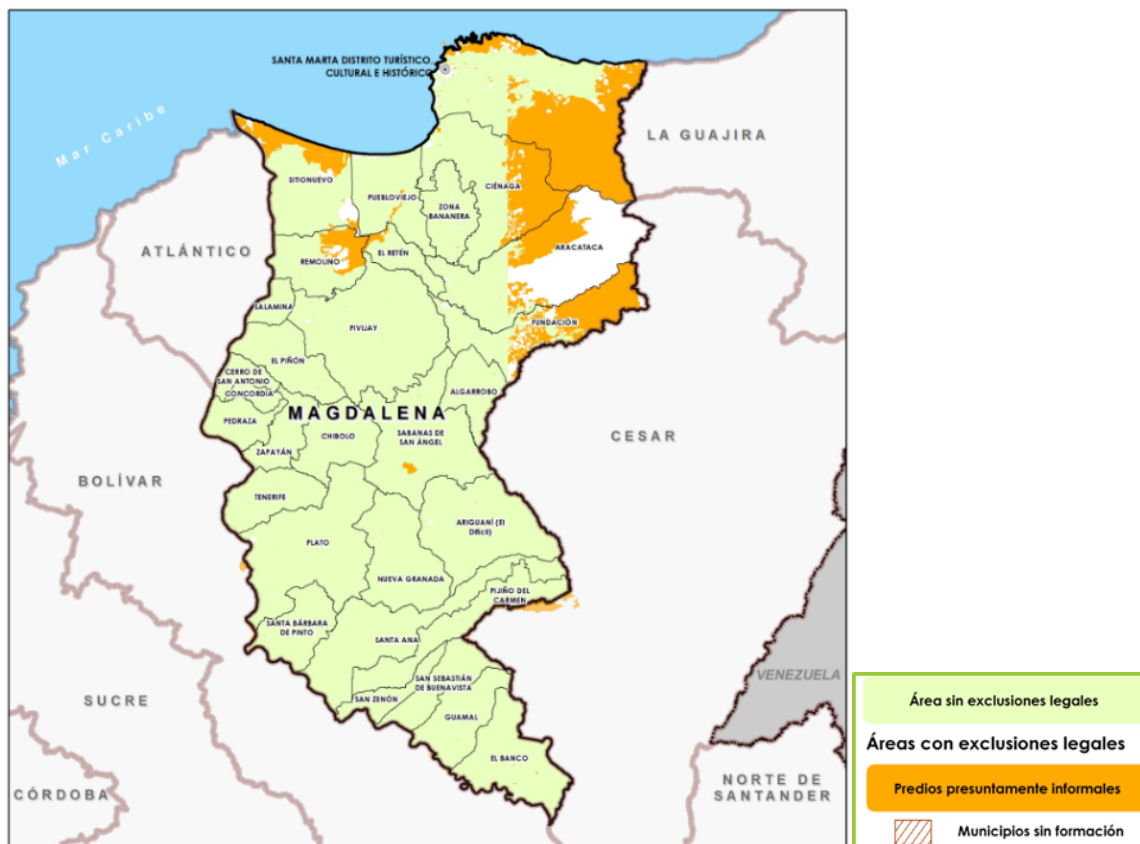 SANTA MARTA DISTRITO TURÍSTICO,
CULTURAL E HISTÓRICO
Mar Caribe
LA GUAJIRA
SITIONUEVO
PUEBLOVIEJO
CIÉNAGA
ZONA
BANANERA
ATLÁNTICO
REMOLINO
EL RETÉN
ARACATACA
SALAMINA
PIVIJAY
FUNDACIÓN
EL PIÑÓN
CERRO DE
SAN ANTONIO
CONCORDIA
ALGARROBO
MAGDALENA
PEDRAZA
CHIBOLO
SABANAS DE
SAN ÁNGEL
CESAR
ZAPAYÁN
BOLÍVAR
TENERIFE
ARIGUANÍ (El
Difícil)
PLATO
NUEVA GRANADA
PIJIÑO DEL
CARMEN
SANTA BÁRBARA
DE PINTO
SANTA ANA
SAN SEBASTIÁN
DE BUENAVISTA
VENEZUELA
SUCRE
SAN ZENÓN
GUAMAL
EL BANCO
CÓRDOBA
NORTE DE
SANTANDER
Área sin exclusiones legales
Áreas con exclusiones legales
Predios presuntamente informales
Municipios sin formación